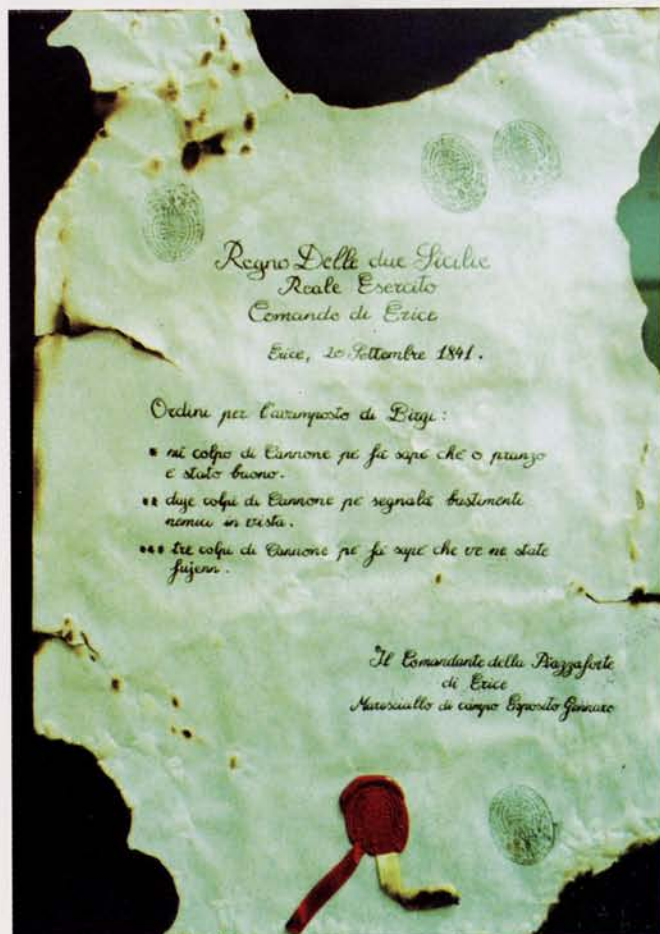 Regno Delle due Sicilie
Reale Esercito
Comando di Erice
Erice, 20 Settembre 1841.
Ordini per l'avamposto di Birgi:
* nu colpo di Cannone pe fà sapé che o pranzo
è stato buono.
** duje colpi di Cannone pe segnalà bastimenti
nemici in vista.
*** tre colpi di Cannone pe fà sapé che ve ne state
fujenn.
Il Comandante della Piazzaforte
di Erice
Maresciallo di campo Esposito Gennaro